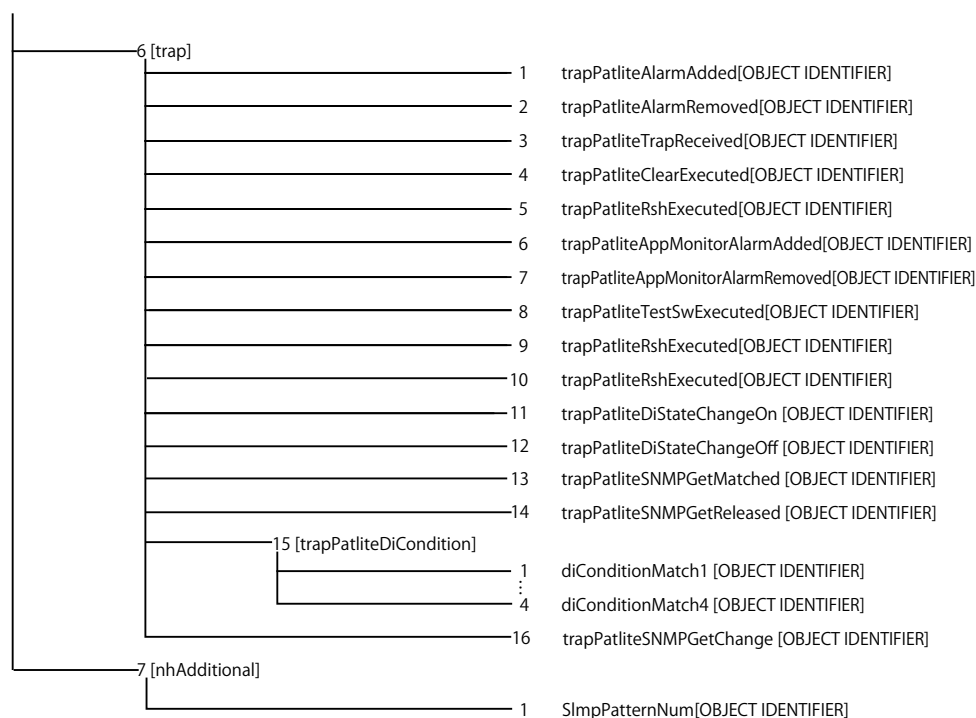 6 [trap]
1 trapPatliteAlarmAdded[OBJECT IDENTIFIER]
2 trapPatliteAlarmRemoved[OBJECT IDENTIFIER]
3 trapPatliteTrapReceived[OBJECT IDENTIFIER]
4 trapPatliteClearExecuted[OBJECT IDENTIFIER]
5 trapPatliteRshExecuted[OBJECT IDENTIFIER]
6 trapPatliteAppMonitorAlarmAdded[OBJECT IDENTIFIER]
7 trapPatliteAppMonitorAlarmRemoved[OBJECT IDENTIFIER]
8 trapPatliteTestSwExecuted[OBJECT IDENTIFIER]
9 trapPatliteRshExecuted[OBJECT IDENTIFIER]
10 trapPatliteRshExecuted[OBJECT IDENTIFIER]
11 trapPatliteDiStateChangeOn [OBJECT IDENTIFIER]
12 trapPatliteDiStateChangeOff [OBJECT IDENTIFIER]
13 trapPatliteSNMPGetMatched [OBJECT IDENTIFIER]
14 trapPatliteSNMPGetReleased [OBJECT IDENTIFIER]
15 [trapPatliteDiCondition]
1 diConditionMatch1 [OBJECT IDENTIFIER]
⋮
4 diConditionMatch4 [OBJECT IDENTIFIER]
16 trapPatliteSNMPGetChange [OBJECT IDENTIFIER]
7 [nhAdditional]
1 SlmpPatternNum[OBJECT IDENTIFIER]